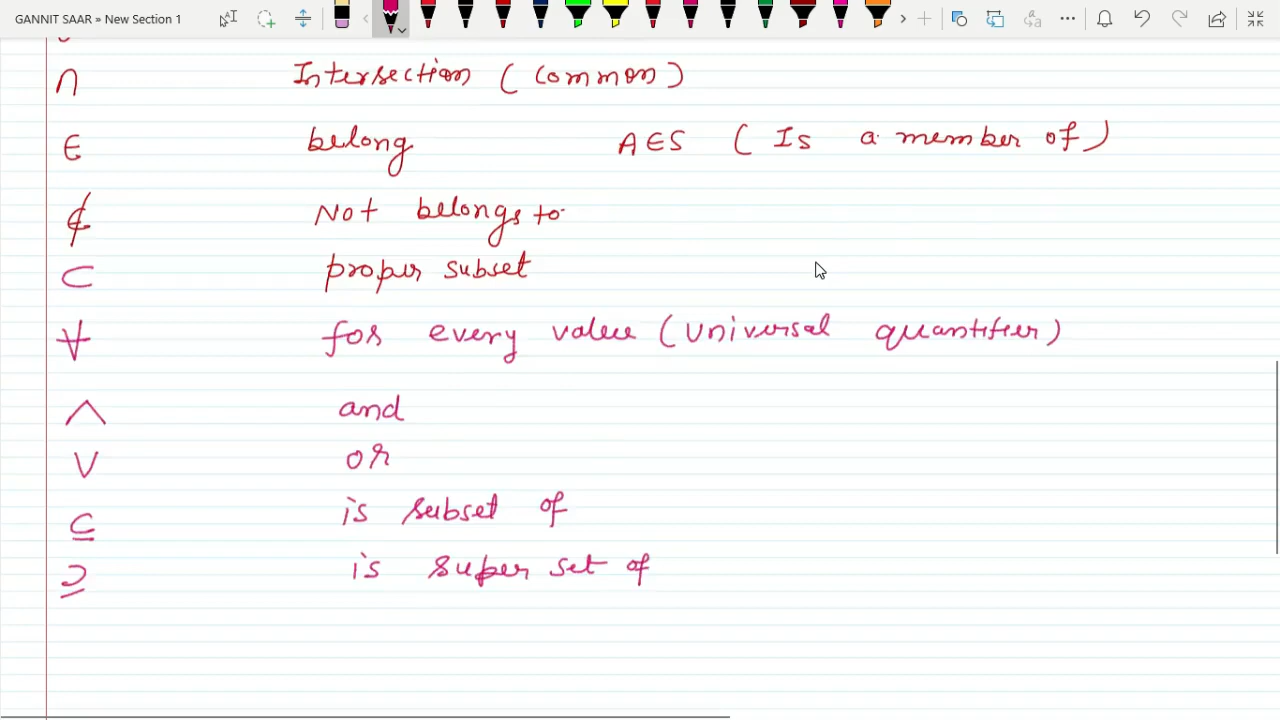 GANNIT SAAR » New Section 1
∩ Intersection (common)
∈ belong A∈S (Is a member of)
∉ Not belongs to
⊂ proper subset
∀ for every value (universal quantifier)
∧ and
∨ or
⊆ is subset of
⊇ is super set of